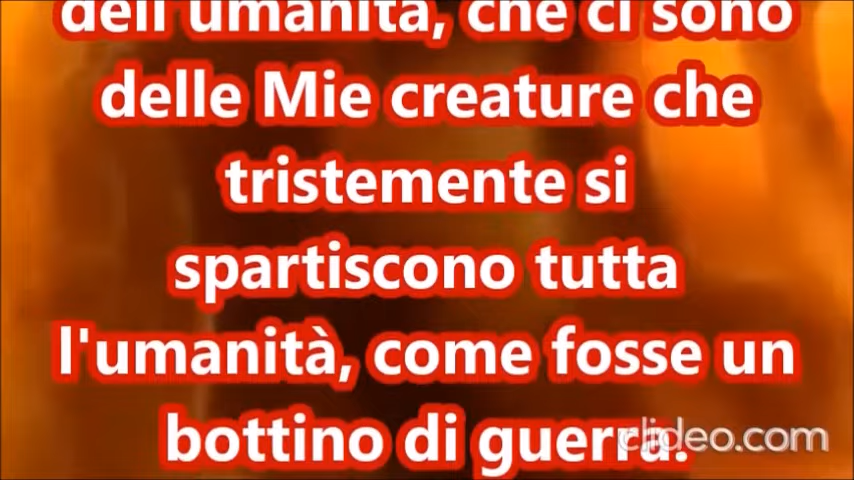 dell'umanità, che ci sono
delle Mie creature che
tristemente si
spartiscono tutta
l'umanità, come fosse un
bottino di guerra.
clideo.com